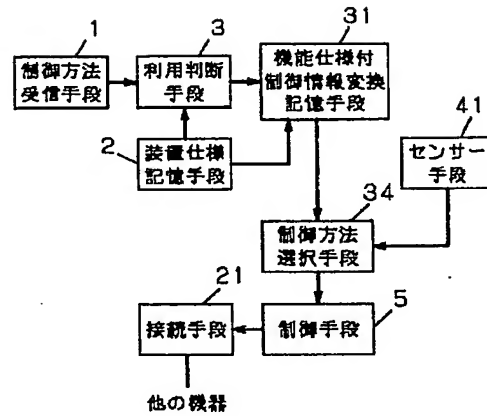 1
制御方法
受信手段
3
利用判断
手段
31
機能仕様付
制御情報変換
記憶手段
2
装置仕様
記憶手段
41
センサー
手段
34
制御方法
選択手段
21
接続手段
5
制御手段
他の機器